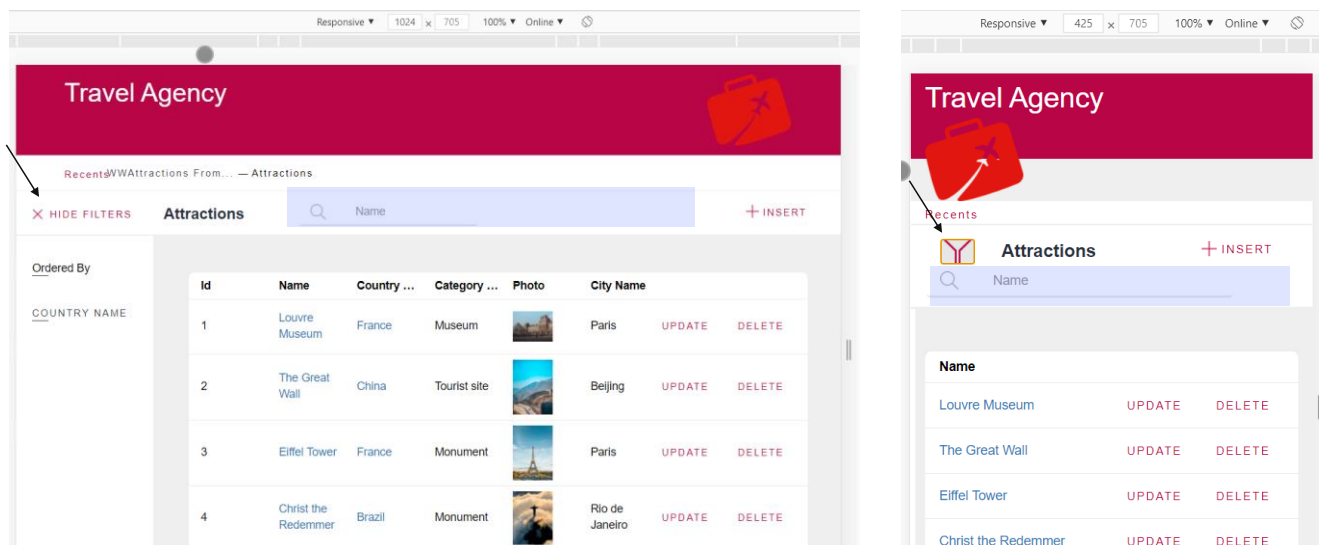 Responsive ▼ 1024 x 705 100% ▼ Online ▼
Travel Agency
RecentsWWAttractions From... — Attractions
HIDE FILTERS Attractions Name INSERT
Ordered By
COUNTRY NAME
Id Name Country ... Category ... Photo City Name
1 Louvre Museum France Museum Paris UPDATE DELETE
2 The Great Wall China Tourist site Beijing UPDATE DELETE
3 Eiffel Tower France Monument Paris UPDATE DELETE
4 Christ the Redemmer Brazil Monument Rio de Janeiro UPDATE DELETE
Responsive ▼ 425 x 705 100% ▼ Online ▼
Travel Agency
Recents
Attractions INSERT
Name
Name
Louvre Museum UPDATE DELETE
The Great Wall UPDATE DELETE
Eiffel Tower UPDATE DELETE
Christ the Redemmer UPDATE DELETE